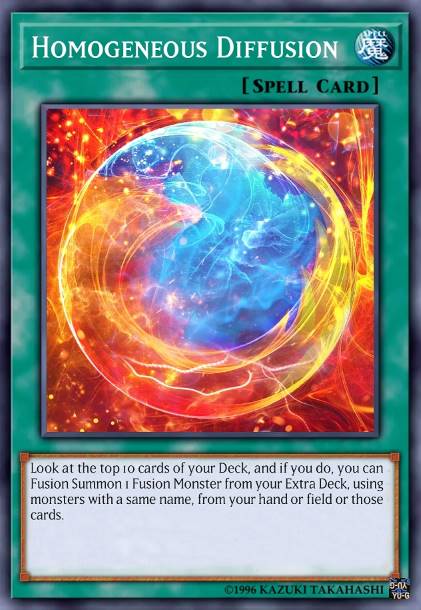 HOMOGENEOUS DIFFUSION
SPELL
[SPELL CARD]
Look at the top 10 cards of your Deck, and if you do, you can
Fusion Summon 1 Fusion Monster from your Extra Deck, using
monsters with a same name, from your hand or field or those
cards.
©1996 KAZUKI TAKAHASHI